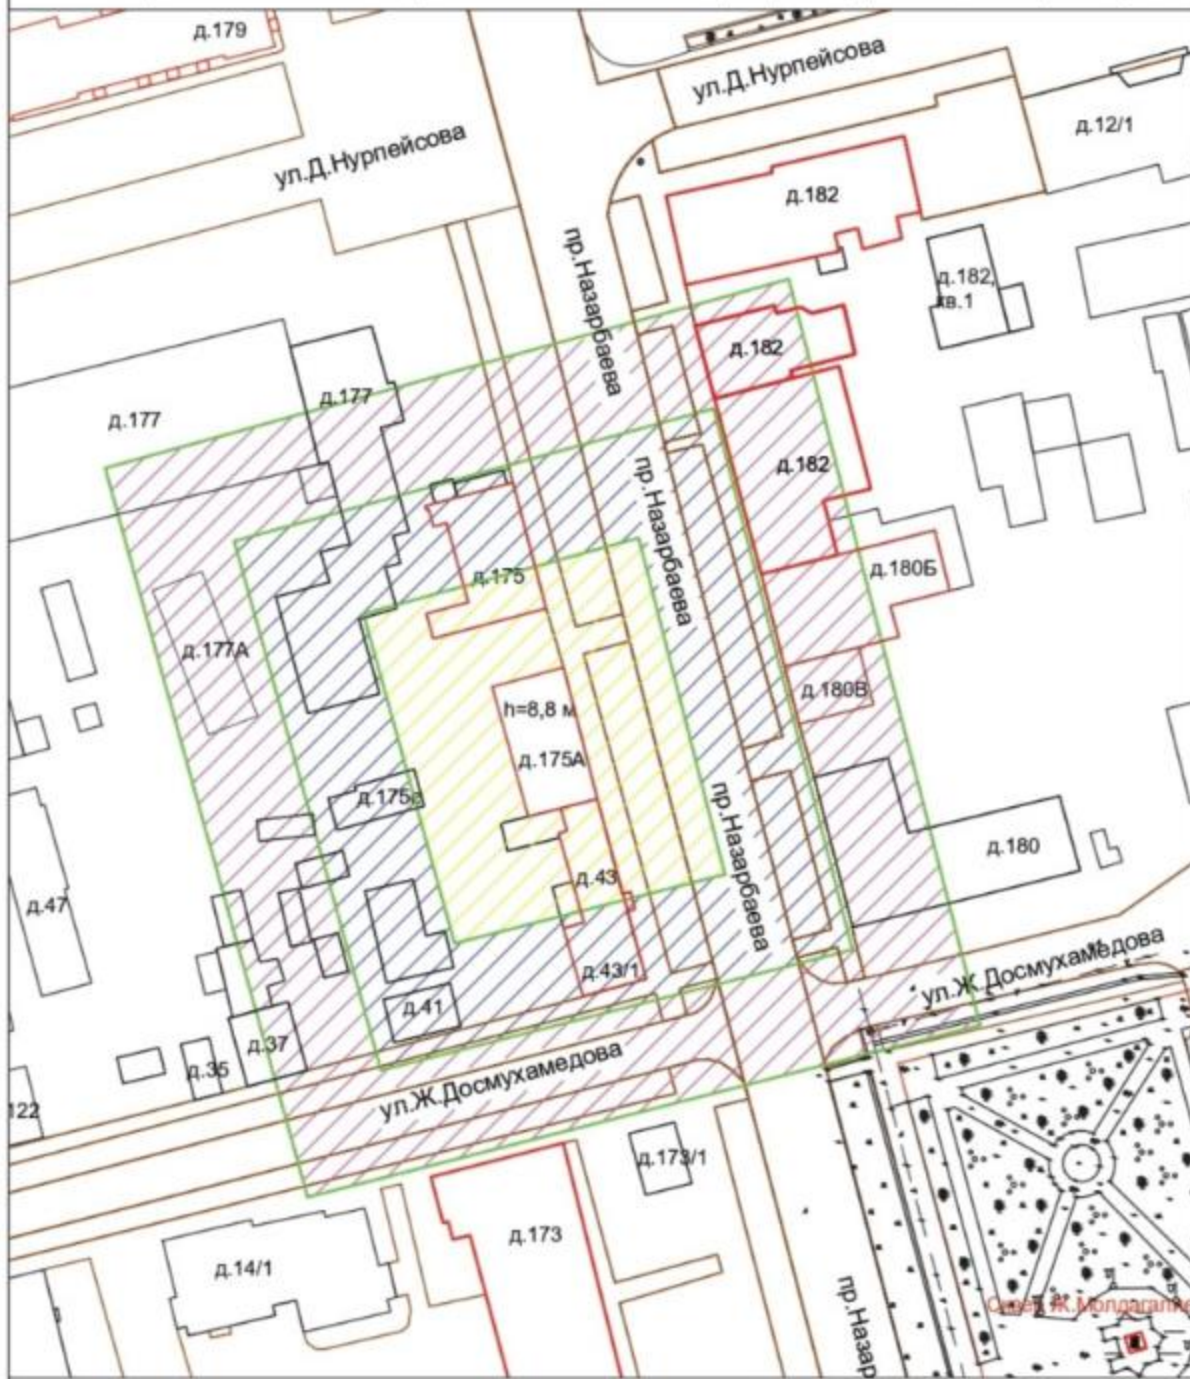 д.179
ул.Д.Нурпейсова
ул.Д.Нурпейсова
д.12/1
д.182
пр.Назарбаева
д.182,
кв.1
д.182
д.177
д.177
д.182
пр.Назарбаева
д.175
д.180Б
д.177А
д.180В
h=8,8 м
д.175А
д.175а
пр.Назарбаева
д.180
д.43
д.47
д.43/1
ул.Ж.Досмухамедова
д.41
д.37
д.35
122
ул.Ж.Досмухамедова
д.173/1
д.173
д.14/1
пр.Назар
Ж.Молдагалие